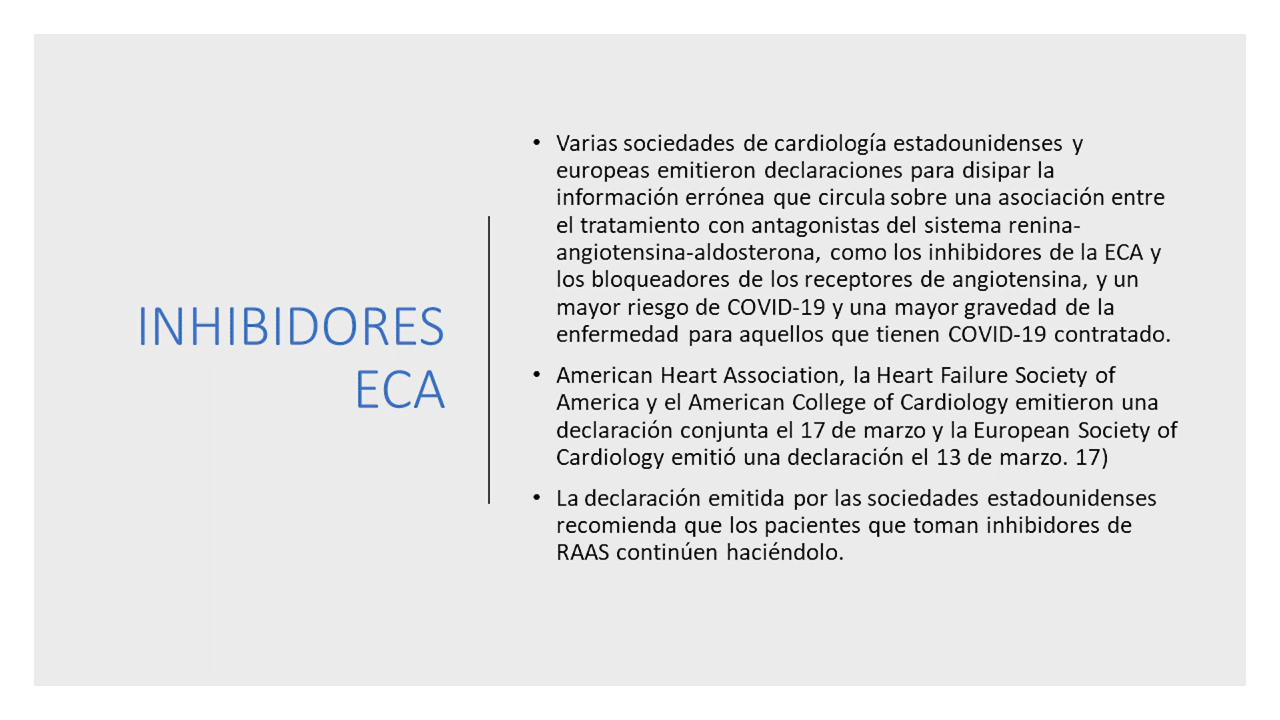 INHIBIDORES
ECA
• Varias sociedades de cardiología estadounidenses y
europeas emitieron declaraciones para disipar la
información errónea que circula sobre una asociación entre
el tratamiento con antagonistas del sistema renina-
angiotensina-aldosterona, como los inhibidores de la ECA y
los bloqueadores de los receptores de angiotensina, y un
mayor riesgo de COVID-19 y una mayor gravedad de la
enfermedad para aquellos que tienen COVID-19 contratado.
• American Heart Association, la Heart Failure Society of
America y el American College of Cardiology emitieron una
declaración conjunta el 17 de marzo y la European Society of
Cardiology emitió una declaración el 13 de marzo. 17)
• La declaración emitida por las sociedades estadounidenses
recomienda que los pacientes que toman inhibidores de
RAAS continúen haciéndolo.